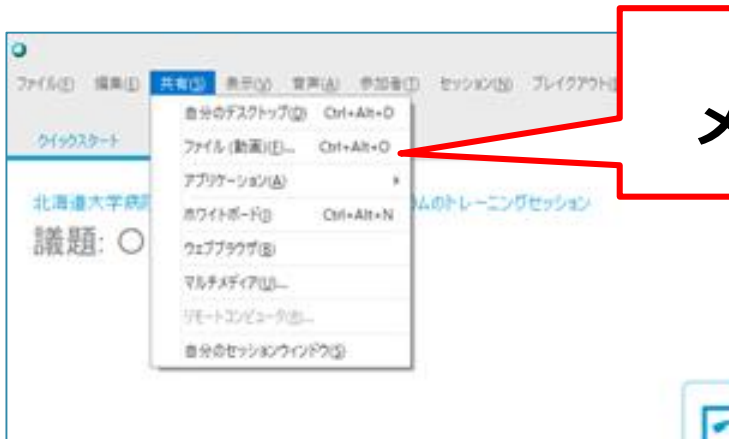 ファイル(F) 編集(E) 共有(S) 表示(V) 音声(A) 参加者(T) セッション(N) ブレイクアウト
クイックスタート
自分のデスクトップ(D) Ctrl+Alt+D
ファイル (動画)(F)... Ctrl+Alt+O
アプリケーション(A)
ホワイトボード(I) Ctrl+Alt+N
ウェブブラウザ(B)
マルチメディア(U)...
リモートコンピュータ(R)...
自分のセッションウィンドウ(S)
北海道大学病院
ムのトレーニングセッション
議題: ○
メ